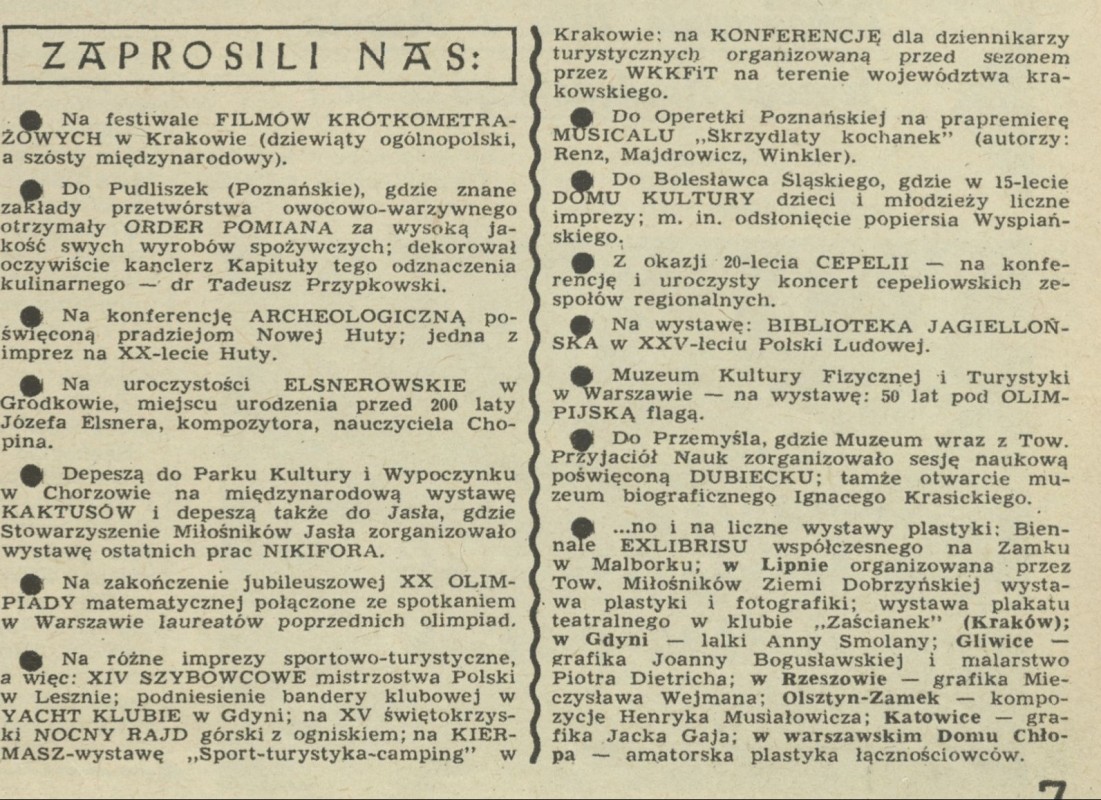 ZAPROSILI NAS:
● Na festiwale FILMÓW KRÓTKOMETRA-
ŻOWYCH w Krakowie (dziewiąty ogólnopolski,
a szósty międzynarodowy).
● Do Pudliszek (Poznańskie), gdzie znane
zakłady przetwórstwa owocowo-warzywnego
otrzymały ORDER POMIANA za wysoką ja-
kość swych wyrobów spożywczych; dekorował
oczywiście kanclerz Kapituły tego odznaczenia
kulinarnego — dr Tadeusz Przypkowski.
● Na konferencję ARCHEOLOGICZNĄ po-
święconą pradziejom Nowej Huty; jedna z
imprez na XX-lecie Huty.
● Na uroczystości ELSNEROWSKIE w
Grodkowie, miejscu urodzenia przed 200 laty
Józefa Elsnera, kompozytora, nauczyciela Cho-
pina.
● Depeszą do Parku Kultury i Wypoczynku
w Chorzowie na międzynarodową wystawę
KAKTUSÓW i depeszą także do Jasła, gdzie
Stowarzyszenie Miłośników Jasła zorganizowało
wystawę ostatnich prac NIKIFORA.
● Na zakończenie jubileuszowej XX OLIM-
PIADY matematycznej połączone ze spotkaniem
w Warszawie laureatów poprzednich olimpiad.
● Na różne imprezy sportowo-turystyczne,
a więc: XIV SZYBOWCOWE mistrzostwa Polski
w Lesznie; podniesienie bandery klubowej w
YACHT KLUBIE w Gdyni; na XV świętokrzys-
ki NOCNY RAJD górski z ogniskiem; na KIER-
MASZ-wystawę „Sport-turystyka-camping" w
Krakowie; na KONFERENCJĘ dla dziennikarzy
turystycznych organizowaną przed sezonem
przez WKKFiT na terenie województwa kra-
kowskiego.
● Do Operetki Poznańskiej na prapremierę
MUSICALU „Skrzydlaty kochanek" (autorzy:
Renz, Majdrowicz, Winkler).
● Do Bolesławca Śląskiego, gdzie w 15-lecie
DOMU KULTURY dzieci i młodzieży liczne
imprezy; m. in. odsłonięcie popiersia Wyspiań-
skiego.
● Z okazji 20-lecia CEPELII — na konfe-
rencję i uroczysty koncert cepeliowskich ze-
społów regionalnych.
● Na wystawę: BIBLIOTEKA JAGIELLOŃ-
SKA w XXV-leciu Polski Ludowej.
● Muzeum Kultury Fizycznej i Turystyki
w Warszawie — na wystawę: 50 lat pod OLIM-
PIJSKĄ flagą.
● Do Przemyśla, gdzie Muzeum wraz z Tow.
Przyjaciół Nauk zorganizowało sesję naukową
poświęconą DUBIECKU; tamże otwarcie mu-
zeum biograficznego Ignacego Krasickiego.
● ...no i na liczne wystawy plastyki: Bien-
nale EXLIBRISU współczesnego na Zamku
w Malborku; w Lipnie organizowana przez
Tow. Miłośników Ziemi Dobrzyńskiej wysta-
wa plastyki i fotografiki; wystawa plakatu
teatralnego w klubie „Zaścianek" (Kraków);
w Gdyni — lalki Anny Smolany; Gliwice —
grafika Joanny Bogusławskiej i malarstwo
Piotra Dietricha; w Rzeszowie — grafika Mie-
czysława Wejmana; Olsztyn-Zamek — kompo-
zycje Henryka Musiałowicza; Katowice — gra-
fika Jacka Gaja; w warszawskim Domu Chło-
pa — amatorska plastyka łącznościowców.
7